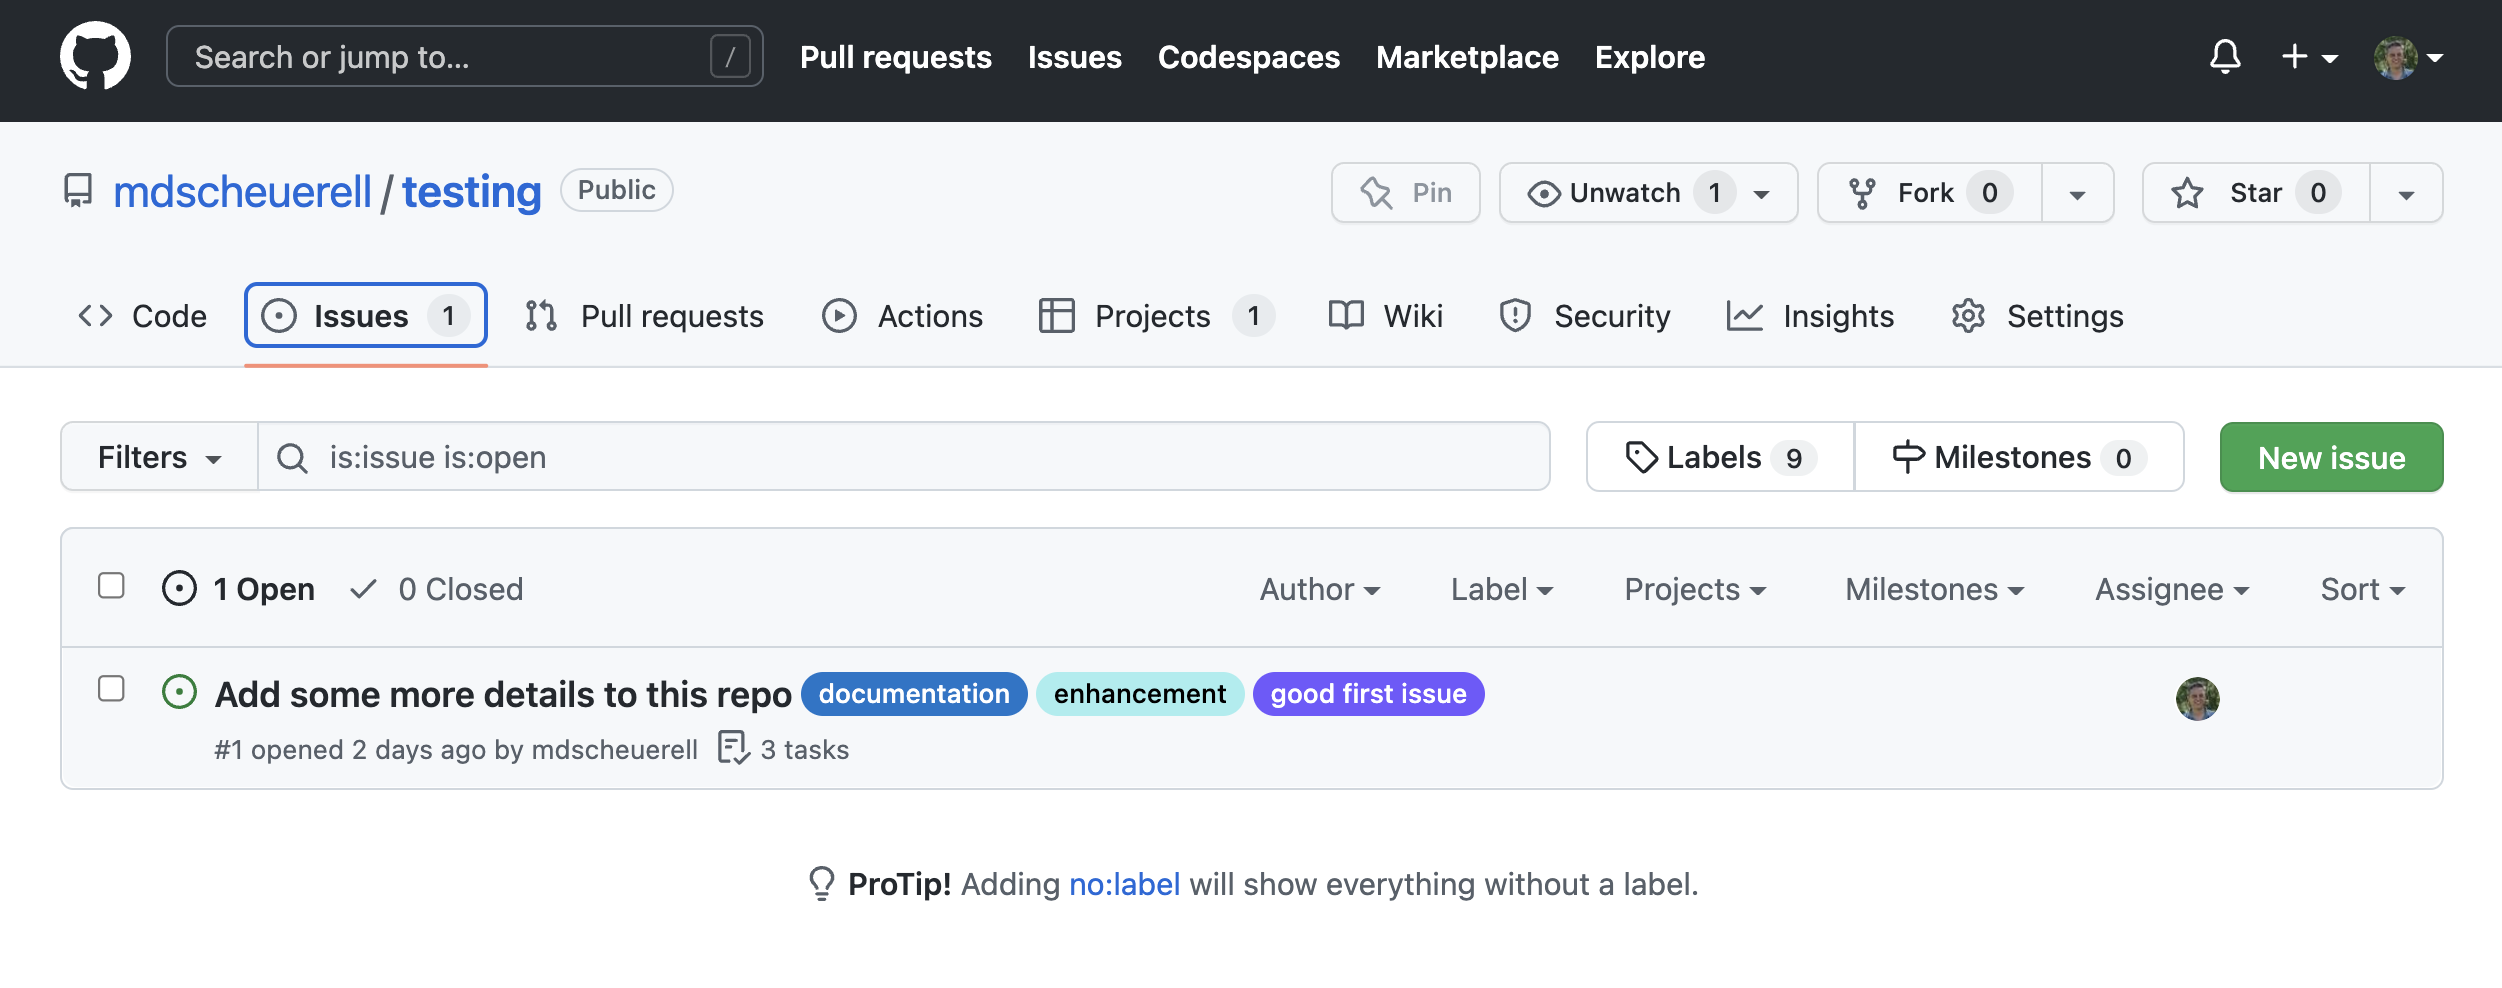 Search or jump to... / Pull requests Issues Codespaces Marketplace Explore
mdscheuerell / testing Public Pin Unwatch 1 Fork 0 Star 0
Code Issues 1 Pull requests Actions Projects 1 Wiki Security Insights Settings
Filters is:issue is:open Labels 9 Milestones 0 New issue
1 Open 0 Closed Author Label Projects Milestones Assignee Sort
Add some more details to this repo documentation enhancement good first issue
#1 opened 2 days ago by mdscheuerell 3 tasks
ProTip! Adding no:label will show everything without a label.